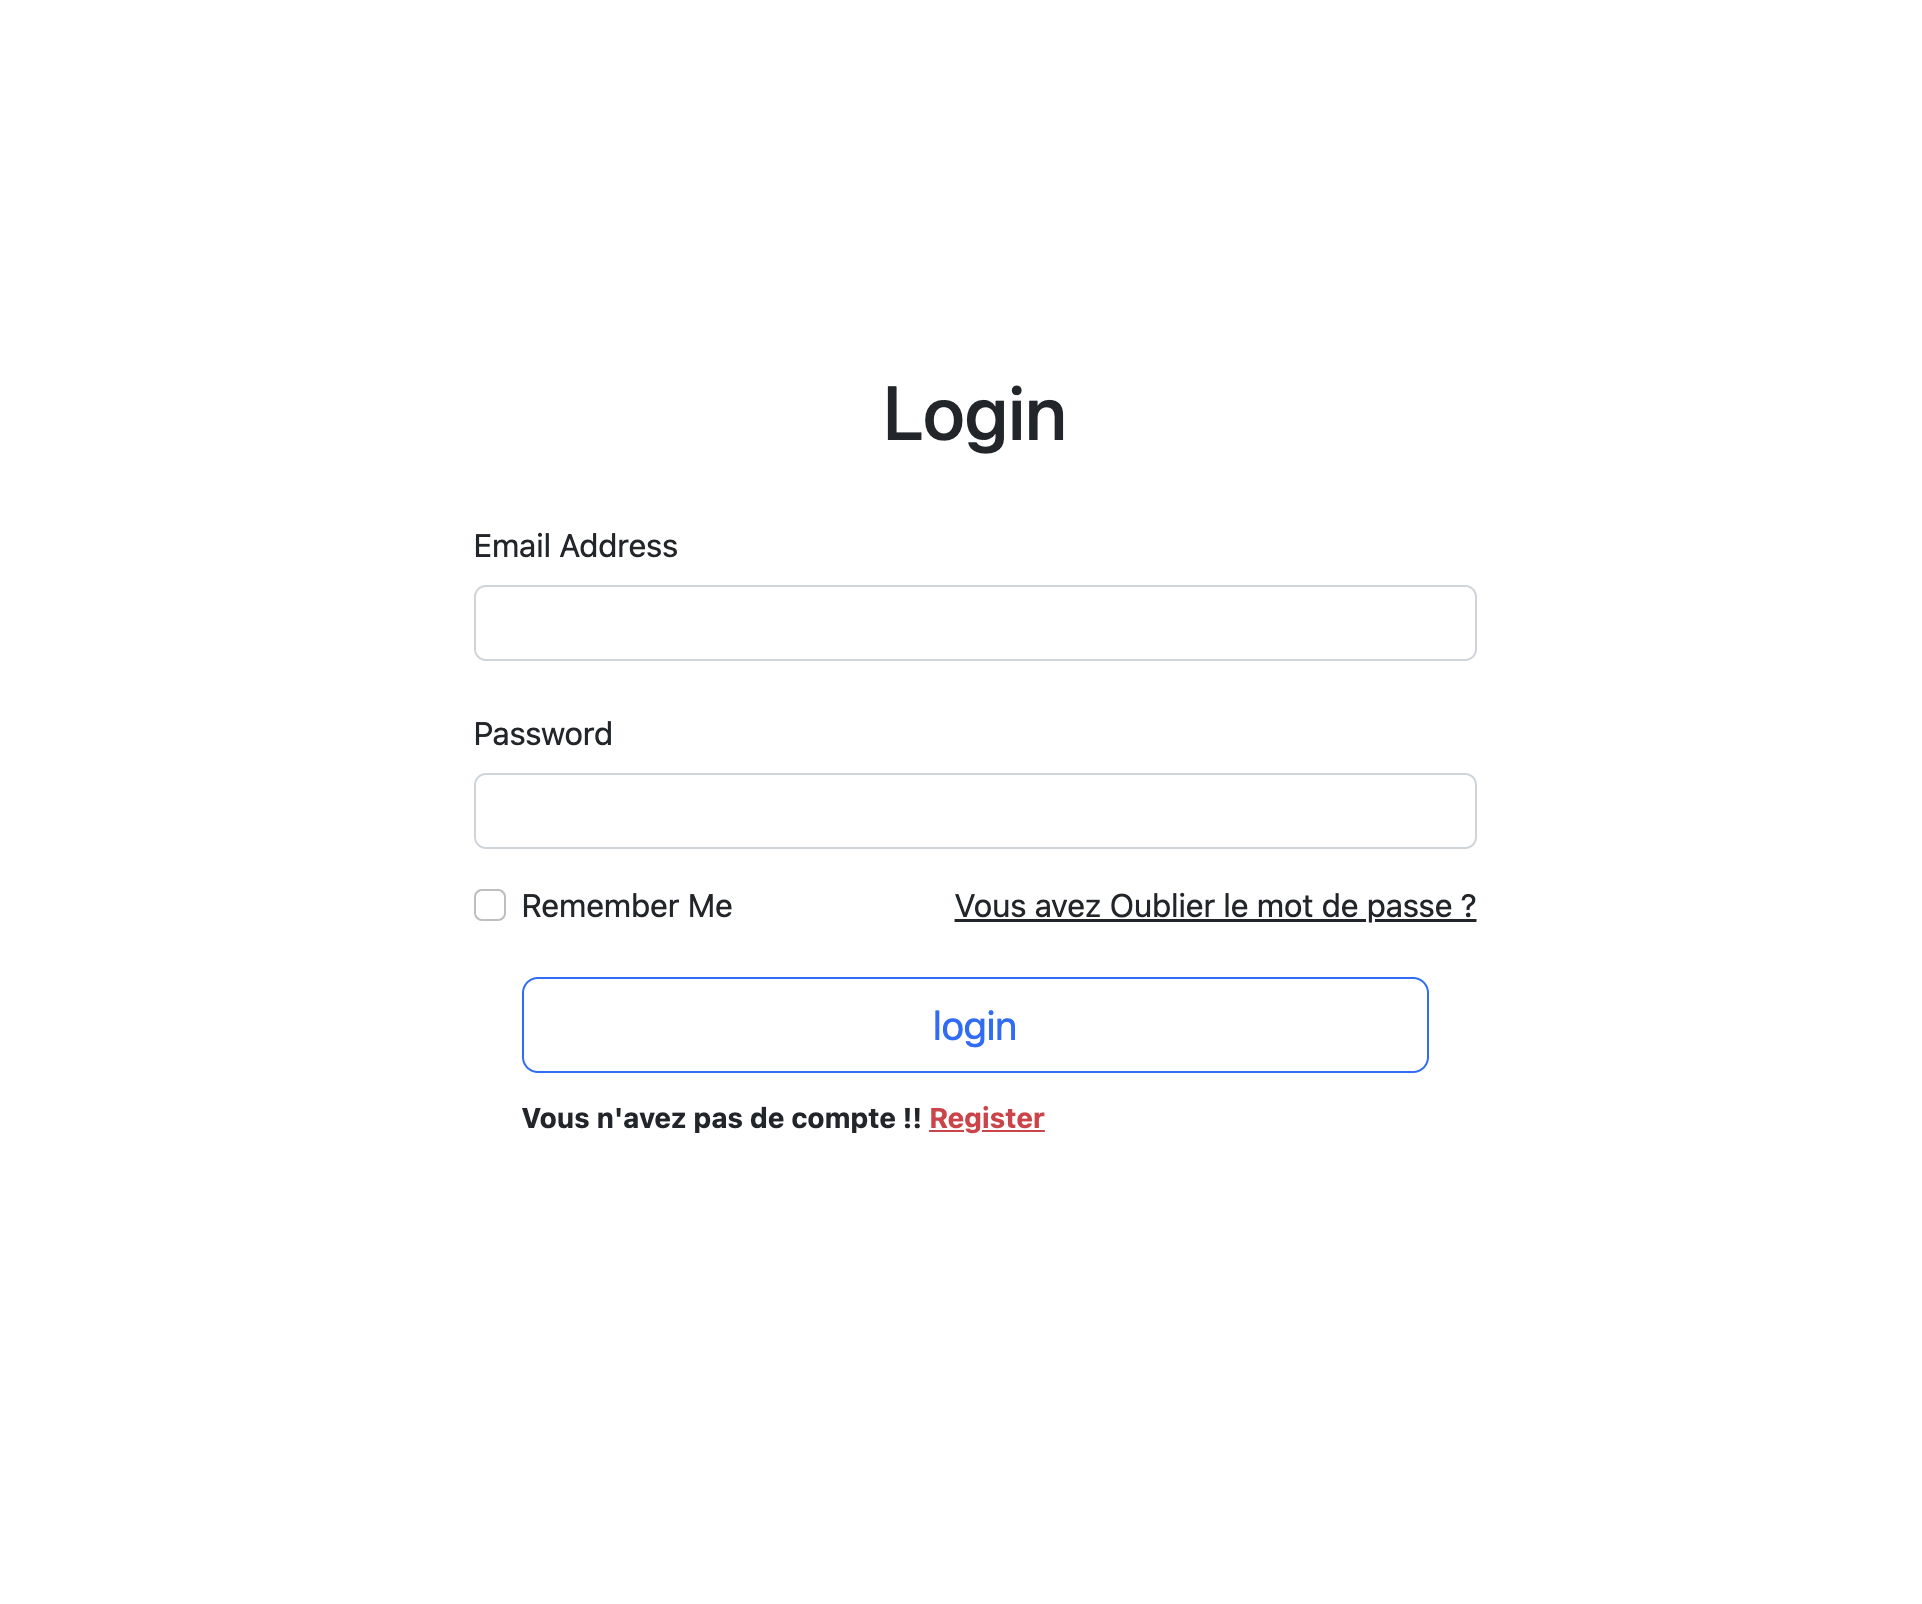 Login
Email Address
Password
Remember Me
Vous avez Oublier le mot de passe ?
login
Vous n'avez pas de compte !! Register